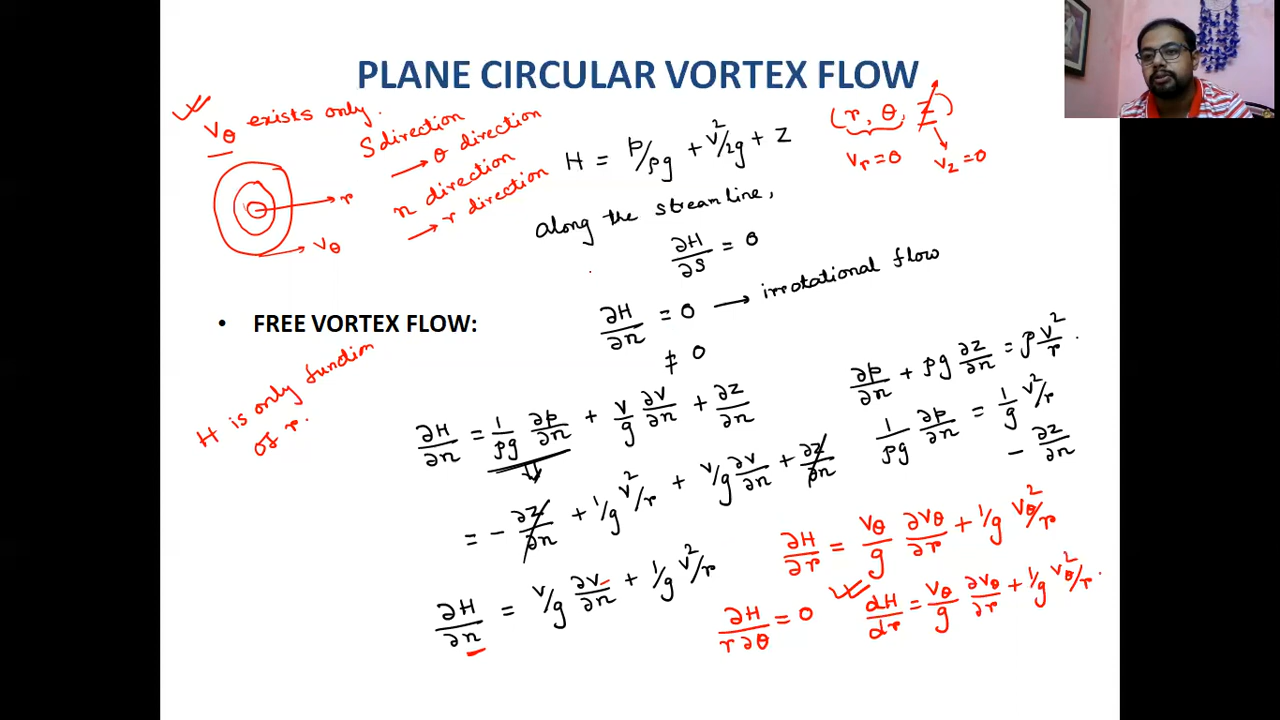 PLANE CIRCULAR VORTEX FLOW
Vθ exists only.
S direction
→ θ direction
n direction
→ r direction
r
Vθ
H = P/ρg + V²/2g + Z
(r, θ, Z)
Vr=0 Vz=0
along the streamline,
∂H/∂S = 0
∂H/∂n = 0 → irrotational flow
≠ 0
• FREE VORTEX FLOW:
H is only function
of r.
∂p/∂n + ρg ∂Z/∂n = ρ V²/r
1/ρg ∂p/∂n = 1/g V²/r
- ∂Z/∂n
∂H/∂n = 1/ρg ∂p/∂n + V/g ∂V/∂n + ∂Z/∂n
= - ∂Z/∂n + 1/g V²/r + V/g ∂V/∂n + ∂Z/∂n
∂H/∂n = V/g ∂V/∂n + 1/g V²/r
∂H/∂r = Vθ/g ∂Vθ/∂r + 1/g Vθ²/r
∂H/r∂θ = 0
dH/dr = Vθ/g ∂Vθ/∂r + 1/g Vθ²/r